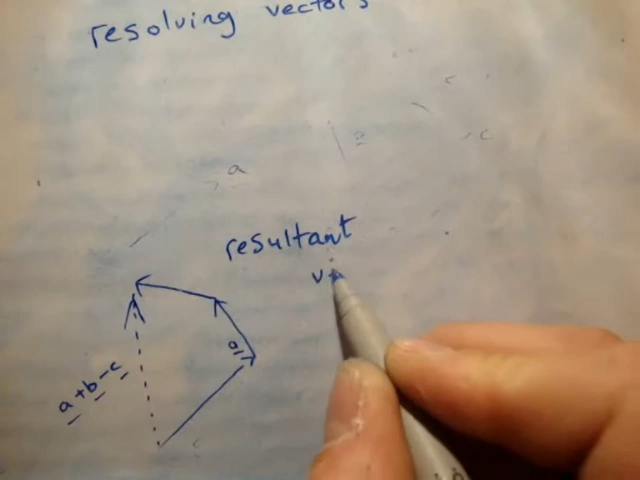 resolving vectors
a
c
resultant
a+b-c